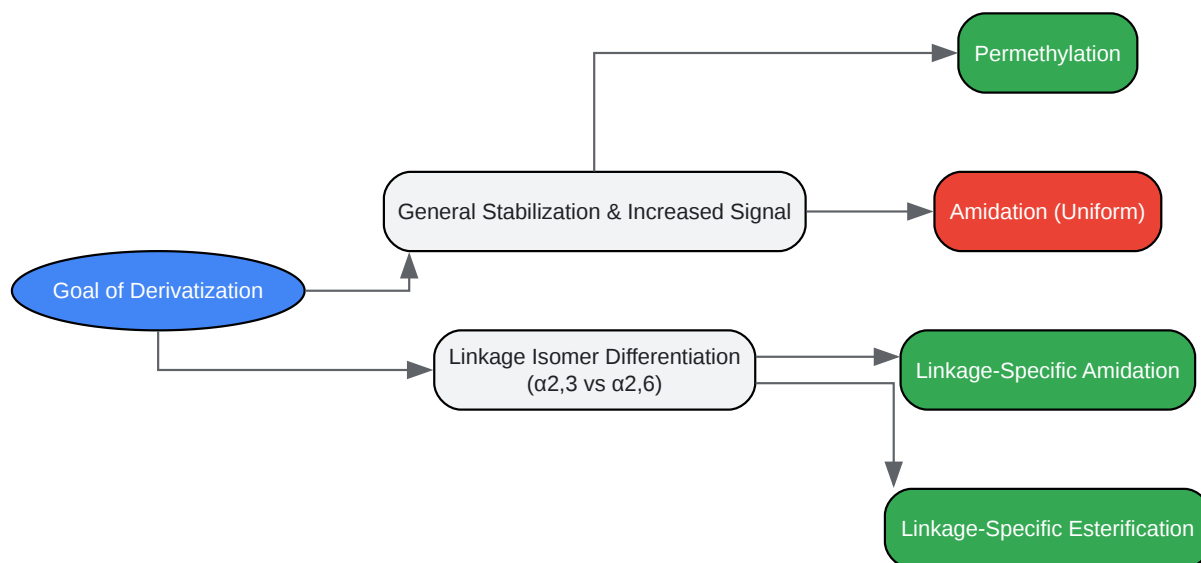 Permethylation
General Stabilization & Increased Signal
Amidation (Uniform)
Goal of Derivatization
Linkage Isomer Differentiation
(α2,3 vs α2,6)
Linkage-Specific Amidation
Linkage-Specific Esterification